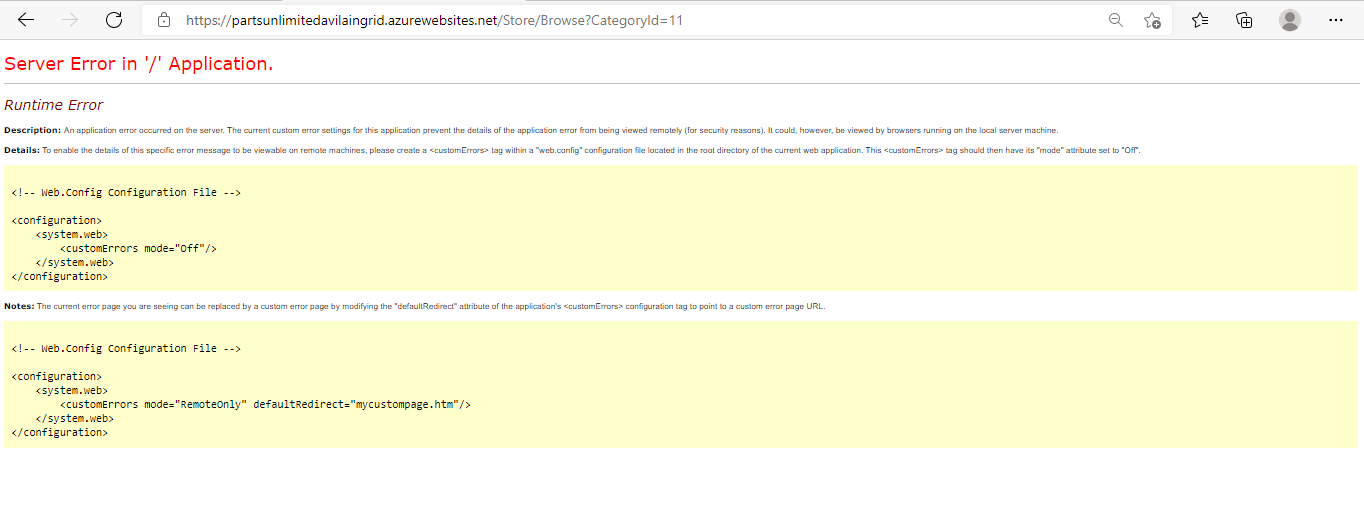 https://partsunlimitedavilaingrid.azurewebsites.net/Store/Browse?CategoryId=11
Server Error in '/' Application.
Runtime Error
Description: An application error occurred on the server. The current custom error settings for this application prevent the details of the application error from being viewed remotely (for security reasons). It could, however, be viewed by browsers running on the local server machine.
Details: To enable the details of this specific error message to be viewable on remote machines, please create a <customErrors> tag within a "web.config" configuration file located in the root directory of the current web application. This <customErrors> tag should then have its "mode" attribute set to "Off".
<!-- Web.Config Configuration File -->
<configuration>
    <system.web>
        <customErrors mode="Off"/>
    </system.web>
</configuration>
Notes: The current error page you are seeing can be replaced by a custom error page by modifying the "defaultRedirect" attribute of the application's <customErrors> configuration tag to point to a custom error page URL.
<!-- Web.Config Configuration File -->
<configuration>
    <system.web>
        <customErrors mode="RemoteOnly" defaultRedirect="mycustompage.htm"/>
    </system.web>
</configuration>